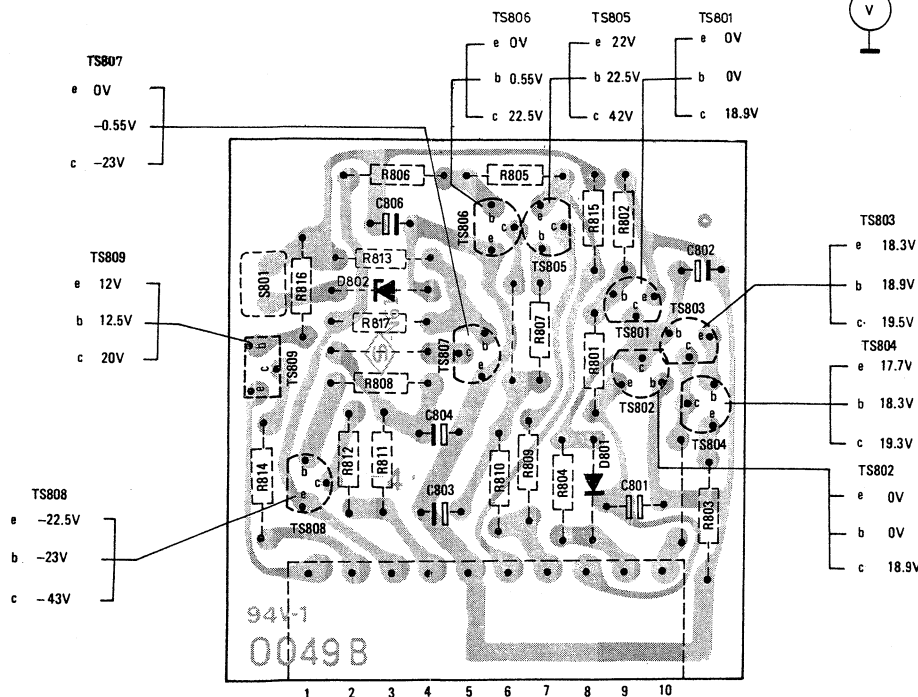 V
TS806 TS805 TS801
e 0V e 22V e 0V
b 0.55V b 22.5V b 0V
c 22.5V c 42V c 18.9V
TS807
e 0V
-0.55V
c -23V
R806 R805
C806 TS806 TS805 R815 R802
TS803
e 18.3V
b 18.9V
c 19.5V
TS809
e 12V
b 12.5V
c 20V
S801 R816 R813 C802
D802
R817 TS807 R807 R801 TS801 TS803
TS809 R808 TS802 TS804
TS804
e 17.7V
b 18.3V
c 19.3V
C804
R814 R812 R811 R810 R809 R804 D801
TS808 C803 C801 R803
TS802
e 0V
b 0V
c 18.9V
TS808
e -22.5V
b -23V
c -43V
94V-1
0049B
1 2 3 4 5 6 7 8 9 10